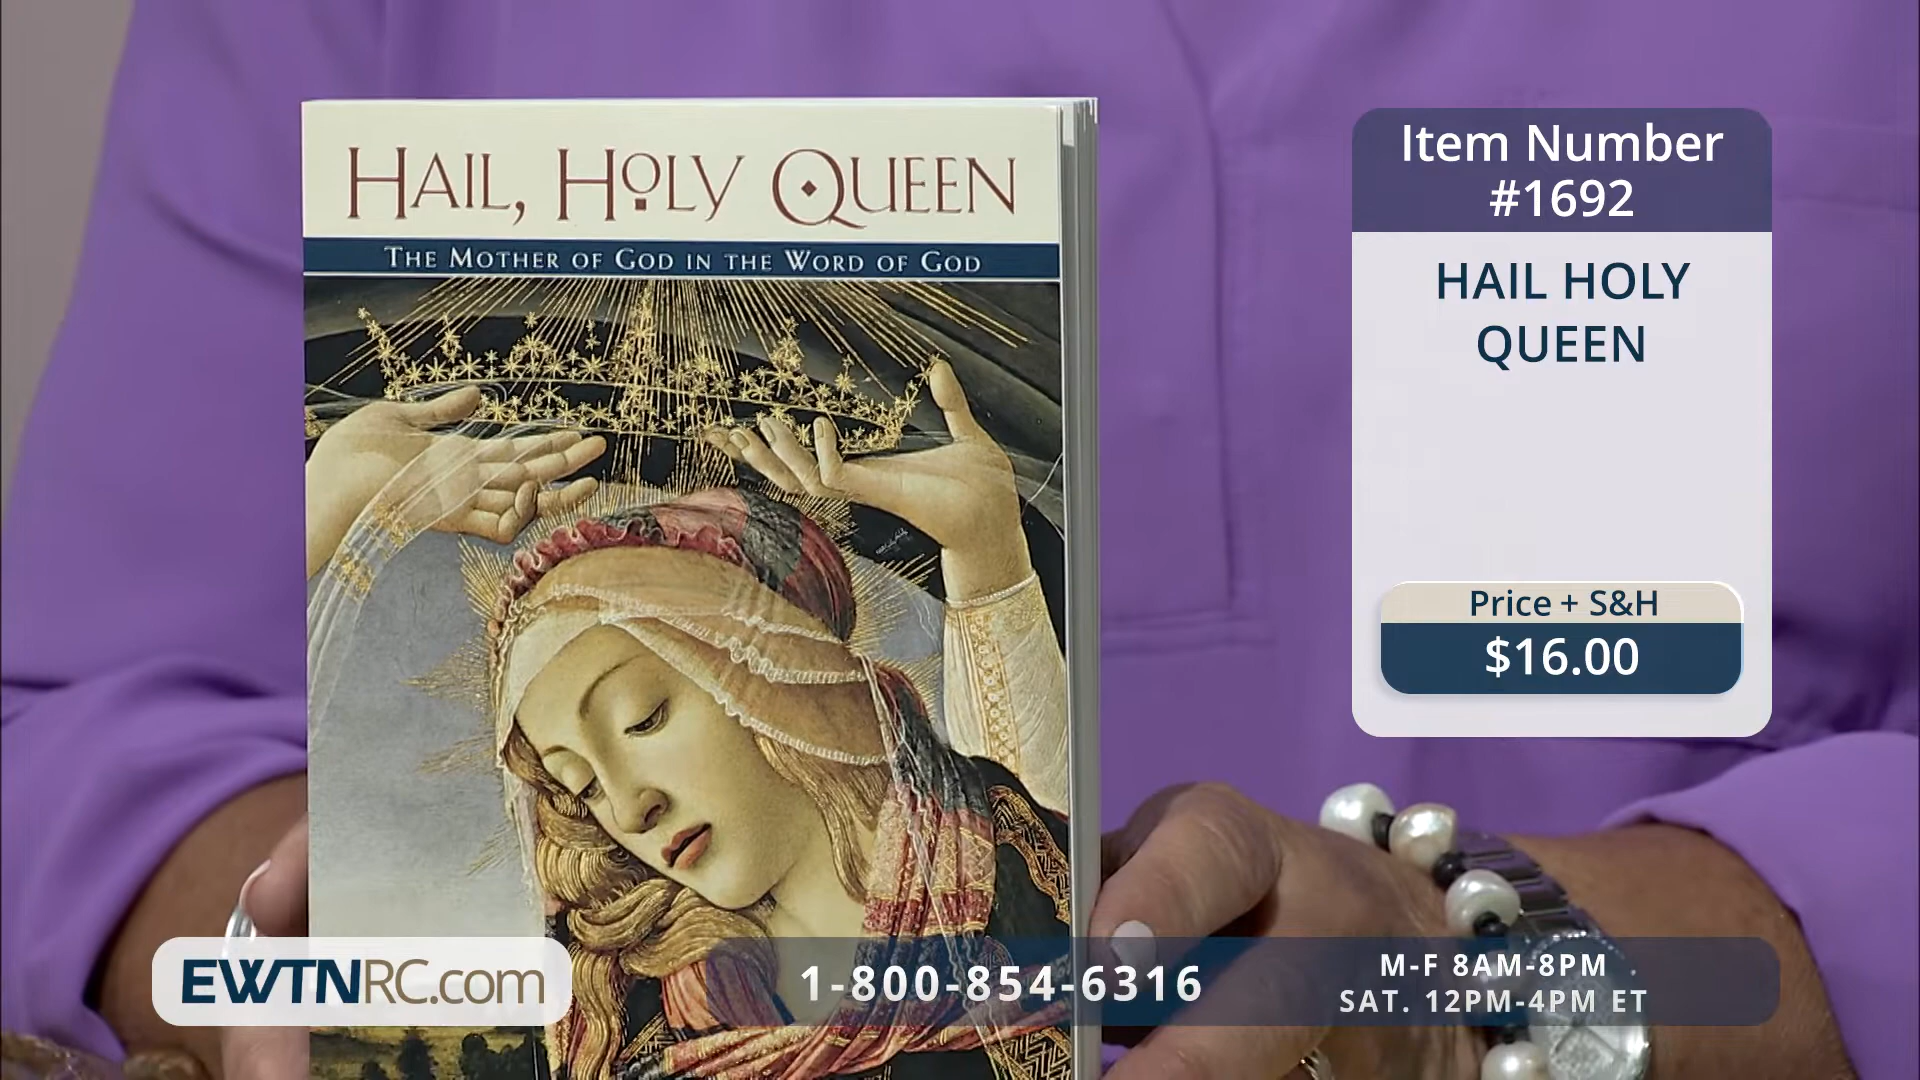 HAIL, HOLY QUEEN
THE MOTHER OF GOD IN THE WORD OF GOD
Item Number
#1692
HAIL HOLY
QUEEN
Price + S&H
$16.00
EWTNRC.com
1-800-854-6316
M-F 8AM-8PM
SAT. 12PM-4PM ET